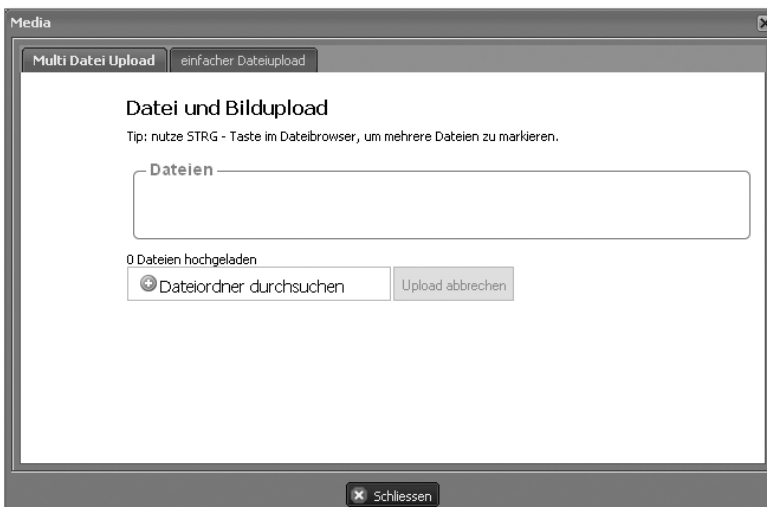 Media
Multi Datei Upload einfacher Dateiupload
Datei und Bildupload
Tip: nutze STRG - Taste im Dateibrowser, um mehrere Dateien zu markieren.
Dateien
0 Dateien hochgeladen
Dateiordner durchsuchen Upload abbrechen
Schliessen